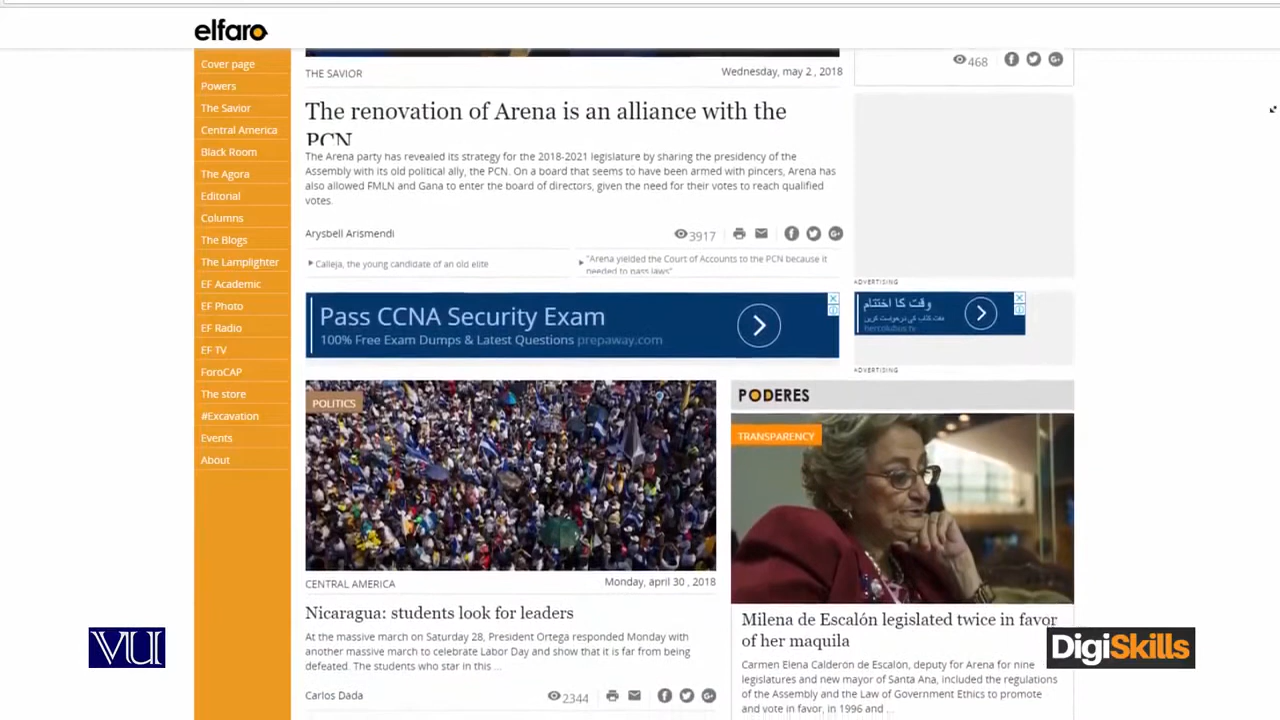 elfaro
Cover page
Powers
The Savior
Central America
Black Room
The Agora
Editorial
Columns
The Blogs
The Lamplighter
EF Academic
EF Photo
EF Radio
EF TV
ForoCAP
The store
#Excavation
Events
About
THE SAVIOR
Wednesday, may 2 , 2018
The renovation of Arena is an alliance with the
PCN
The Arena party has revealed its strategy for the 2018-2021 legislature by sharing the presidency of the
Assembly with its old political ally, the PCN. On a board that seems to have been armed with pincers, Arena has
also allowed FMLN and Gana to enter the board of directors, given the need for their votes to reach qualified
votes.
Arysbell Arismendi
3917
Calleja, the young candidate of an old elite
"Arena yielded the Court of Accounts to the PCN because it
needed to pass laws"
Pass CCNA Security Exam
100% Free Exam Dumps & Latest Questions prepaway.com
POLITICS
CENTRAL AMERICA
Monday, april 30 , 2018
Nicaragua: students look for leaders
At the massive march on Saturday 28, President Ortega responded Monday with
another massive march to celebrate Labor Day and show that it is far from being
defeated. The students who star in this ...
Carlos Dada
2344
468
ADVERTISING
وقت کا اختتام
مفت کتاب کی درخواست کریں
hercolubus.tv
ADVERTISING
PODERES
TRANSPARENCY
Milena de Escalón legislated twice in favor
of her maquila
Carmen Elena Calderón de Escalón, deputy for Arena for nine
legislatures and new mayor of Santa Ana, included the regulations
of the Assembly and the Law of Government Ethics to promote
and vote in favor, in 1996 and ...
VU
DigiSkills